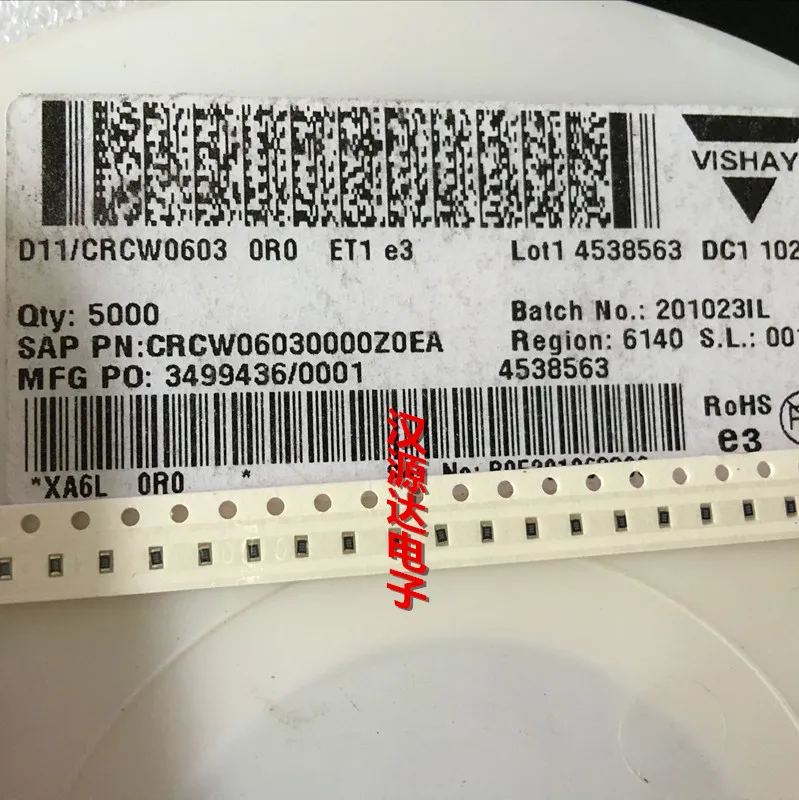 VISHAY
D11/CRCW0603 0R0 ET1 e3 Lot1 4538563 DC1 102
Qty: 5000 Batch No.: 201023IL
SAP PN:CRCW06030000Z0EA Region: 6140 S.L.: 001
MFG PO: 3499436/0001 4538563
RoHS
e3
*XA6L 0R0 *
No:
汉源达电子